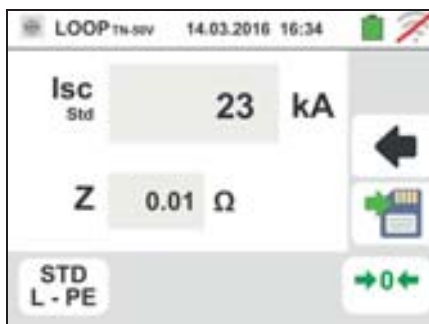 LOOP TN-50V 14.03.2016 16:34
Isc 23 kA
Std
Z 0.01 Ω
STD
L - PE
→0←